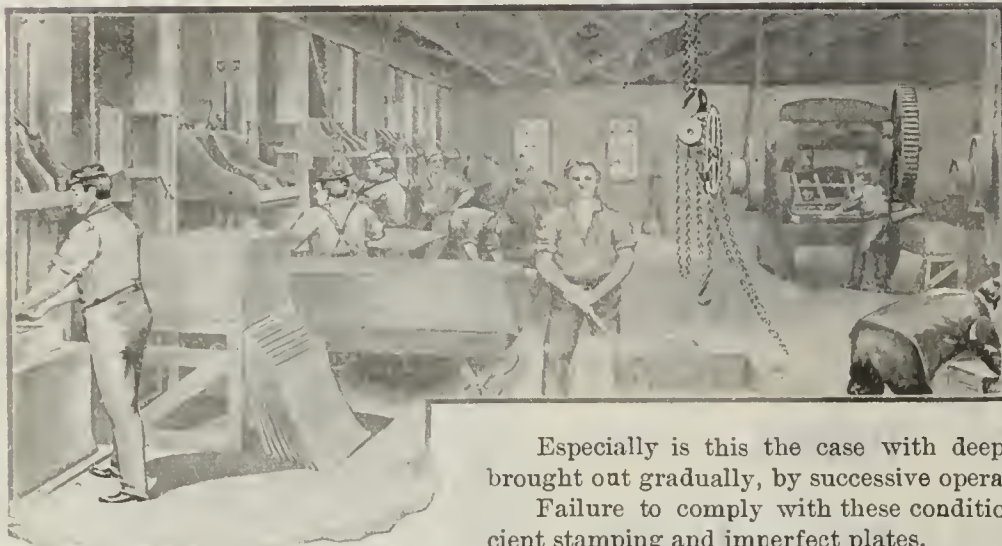 Especially is this the case with deep
brought out gradually, by successive opera
Failure to comply with these conditio
cient stamping and imperfect plates.